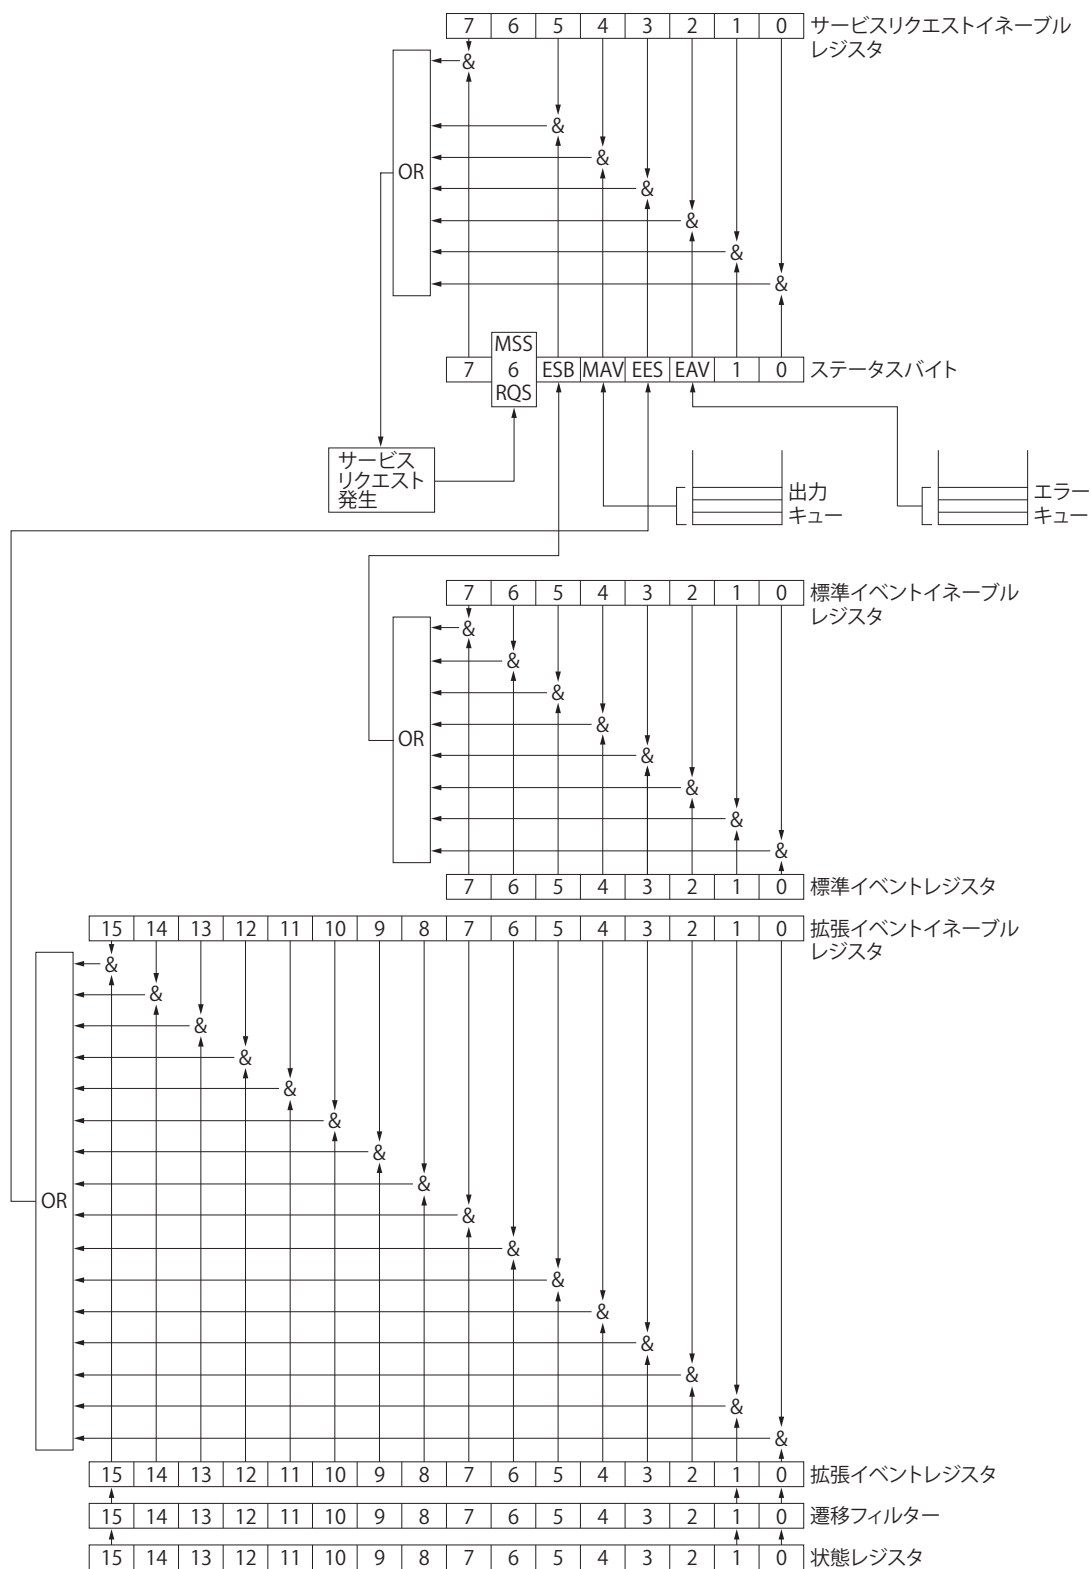 7 6 5 4 3 2 1 0 サービスリクエストイネーブル
レジスタ
&
&
&
OR
&
&
&
&
MSS
7 6 ESB MAV EES EAV 1 0 ステータスバイト
RQS
サービス
リクエスト
発生
出力
キュー
エラー
キュー
7 6 5 4 3 2 1 0 標準イベントイネーブル
レジスタ
&
&
&
&
OR
&
&
&
&
7 6 5 4 3 2 1 0 標準イベントレジスタ
15 14 13 12 11 10 9 8 7 6 5 4 3 2 1 0 拡張イベントイネーブル
レジスタ
&
&
&
&
&
&
&
&
OR
&
&
&
&
&
&
&
&
15 14 13 12 11 10 9 8 7 6 5 4 3 2 1 0 拡張イベントレジスタ
15 14 13 12 11 10 9 8 7 6 5 4 3 2 1 0 遷移フィルター
15 14 13 12 11 10 9 8 7 6 5 4 3 2 1 0 状態レジスタ